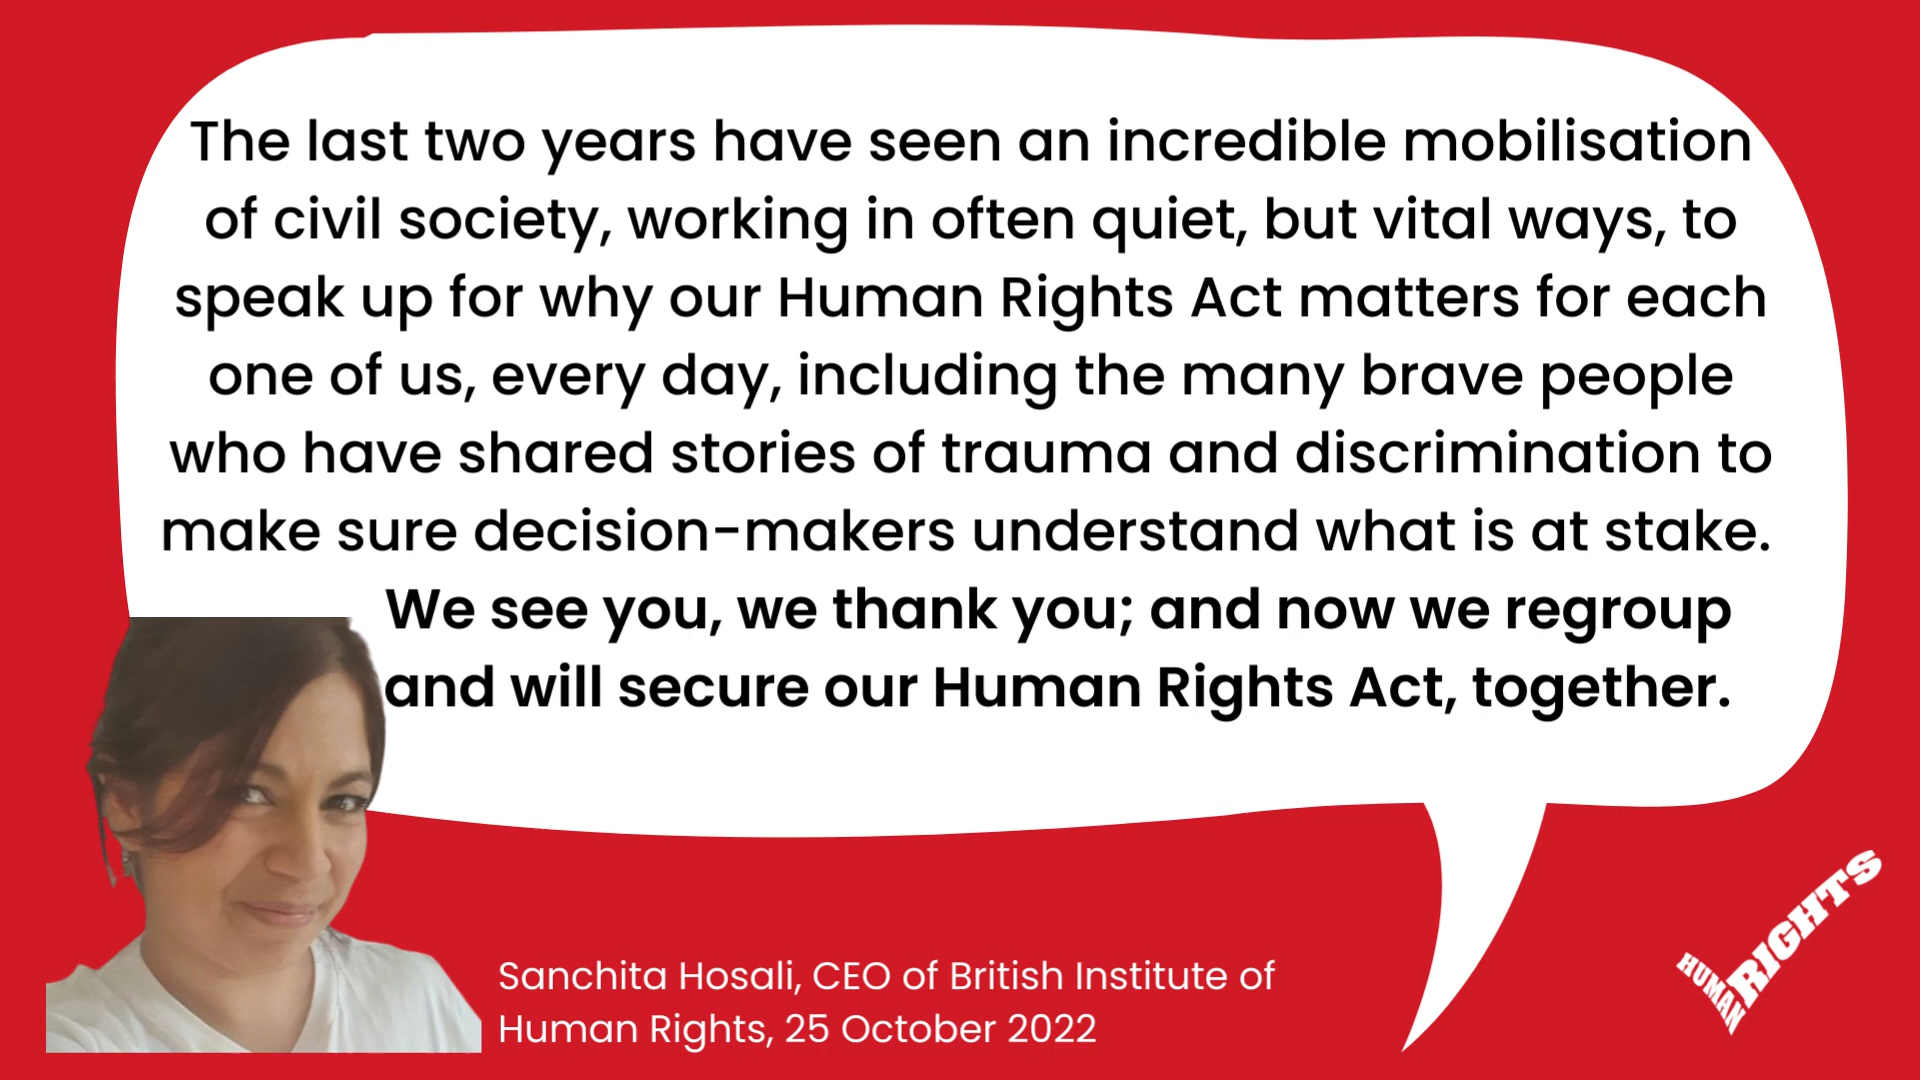 The last two years have seen an incredible mobilisation
of civil society, working in often quiet, but vital ways, to
speak up for why our Human Rights Act matters for each
one of us, every day, including the many brave people
who have shared stories of trauma and discrimination to
make sure decision-makers understand what is at stake.
We see you, we thank you; and now we regroup
and will secure our Human Rights Act, together.
Sanchita Hosali, CEO of British Institute of
Human Rights, 25 October 2022
HUMAN
RIGHTS